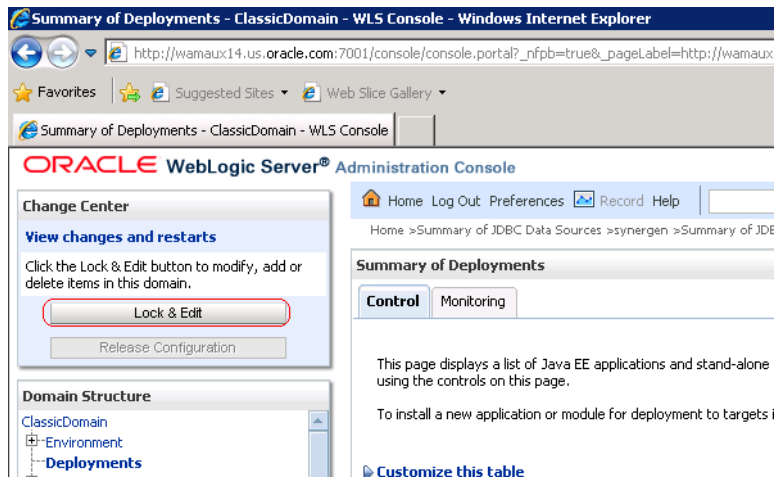 Summary of Deployments - ClassicDomain - WLS Console - Windows Internet Explorer
http://wamaux14.us.oracle.com:7001/console/console.portal?_nfpb=true&_pageLabel=http://wamaux
Favorites Suggested Sites Web Slice Gallery
Summary of Deployments - ClassicDomain - WLS Console
ORACLE WebLogic Server® Administration Console
Change Center
View changes and restarts
Click the Lock & Edit button to modify, add or
delete items in this domain.
Lock & Edit
Release Configuration
Domain Structure
ClassicDomain
Environment
Deployments
Home Log Out Preferences Record Help
Home >Summary of JDBC Data Sources >synergen >Summary of JDB
Summary of Deployments
Control Monitoring
This page displays a list of Java EE applications and stand-alone
using the controls on this page.
To install a new application or module for deployment to targets i
Customize this table